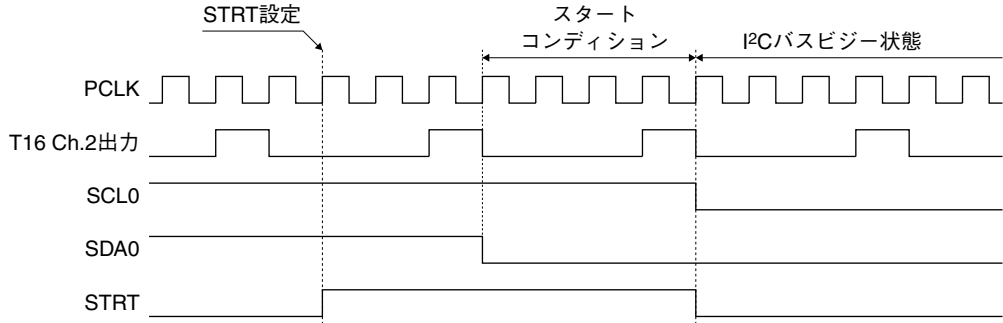 STRT設定
スタート
コンディション
I²Cバスビジー状態
PCLK
T16 Ch.2出力
SCL0
SDA0
STRT